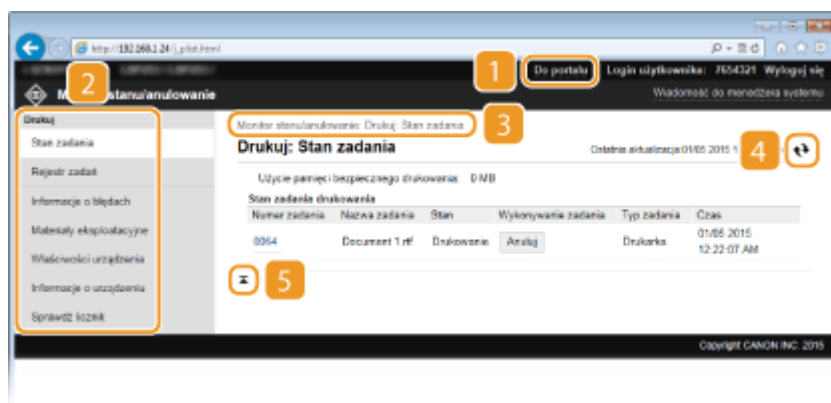 http://192.168.1.24/_plot.html
1
Do portalu Login użytkownika: 7654321 Wyloguj się
2
stanu/anulowanie
Wiadomość do menedżera systemu
Drukuj
Stan zadania
Rejestr zadań
Informacje o błędach
Materiały eksploatacyjne
Właściwości urządzenia
Informacje o urządzeniu
Sprawdź licznik
Monitor stanu/anulowanie: Drukuj: Stan zadania
3
Drukuj: Stan zadania
Ostatnia aktualizacja:01/05 2015 1
4
Użycie pamięci bezpiecznego drukowania: 0 MB
Stan zadania drukowania
Numer zadania Nazwa zadania Stan Wykonywanie zadania Typ zadania Czas
0064 Document 1.rtf Drukowanie Anuluj Drukarka 01/05 2015
12:22:07 AM
5
Copyright CANON INC. 2015